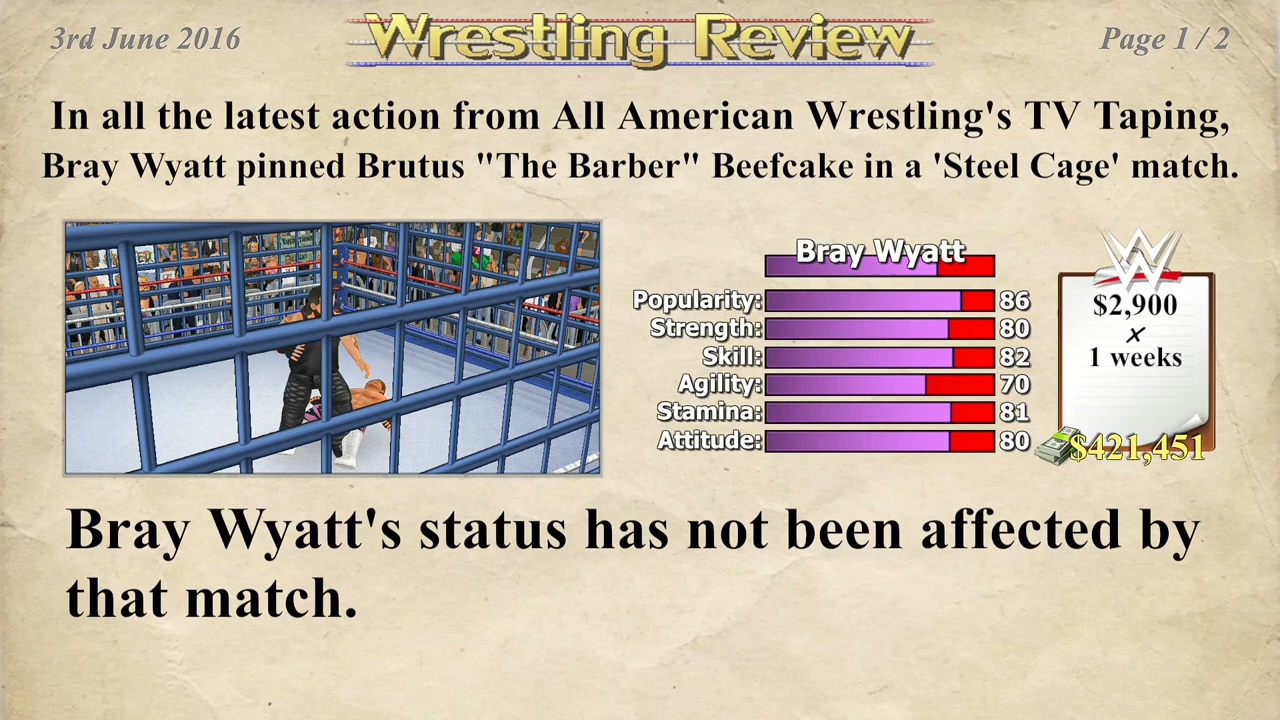 3rd June 2016
Wrestling Review
Page 1 / 2
In all the latest action from All American Wrestling's TV Taping,
Bray Wyatt pinned Brutus "The Barber" Beefcake in a 'Steel Cage' match.
Bray Wyatt
Popularity: 86
Strength: 80
Skill: 82
Agility: 70
Stamina: 81
Attitude: 80
W
$2,900
x
1 weeks
$421,451
Bray Wyatt's status has not been affected by
that match.